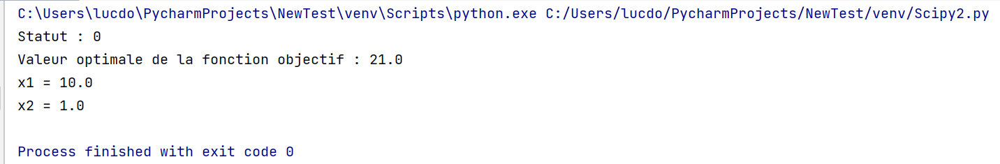 C:\Users\lucdo\PycharmProjects\NewTest\venv\Scripts\python.exe C:/Users/lucdo/PycharmProjects/NewTest/venv/Scipy2.py
Statut : 0
Valeur optimale de la fonction objectif : 21.0
x1 = 10.0
x2 = 1.0
Process finished with exit code 0